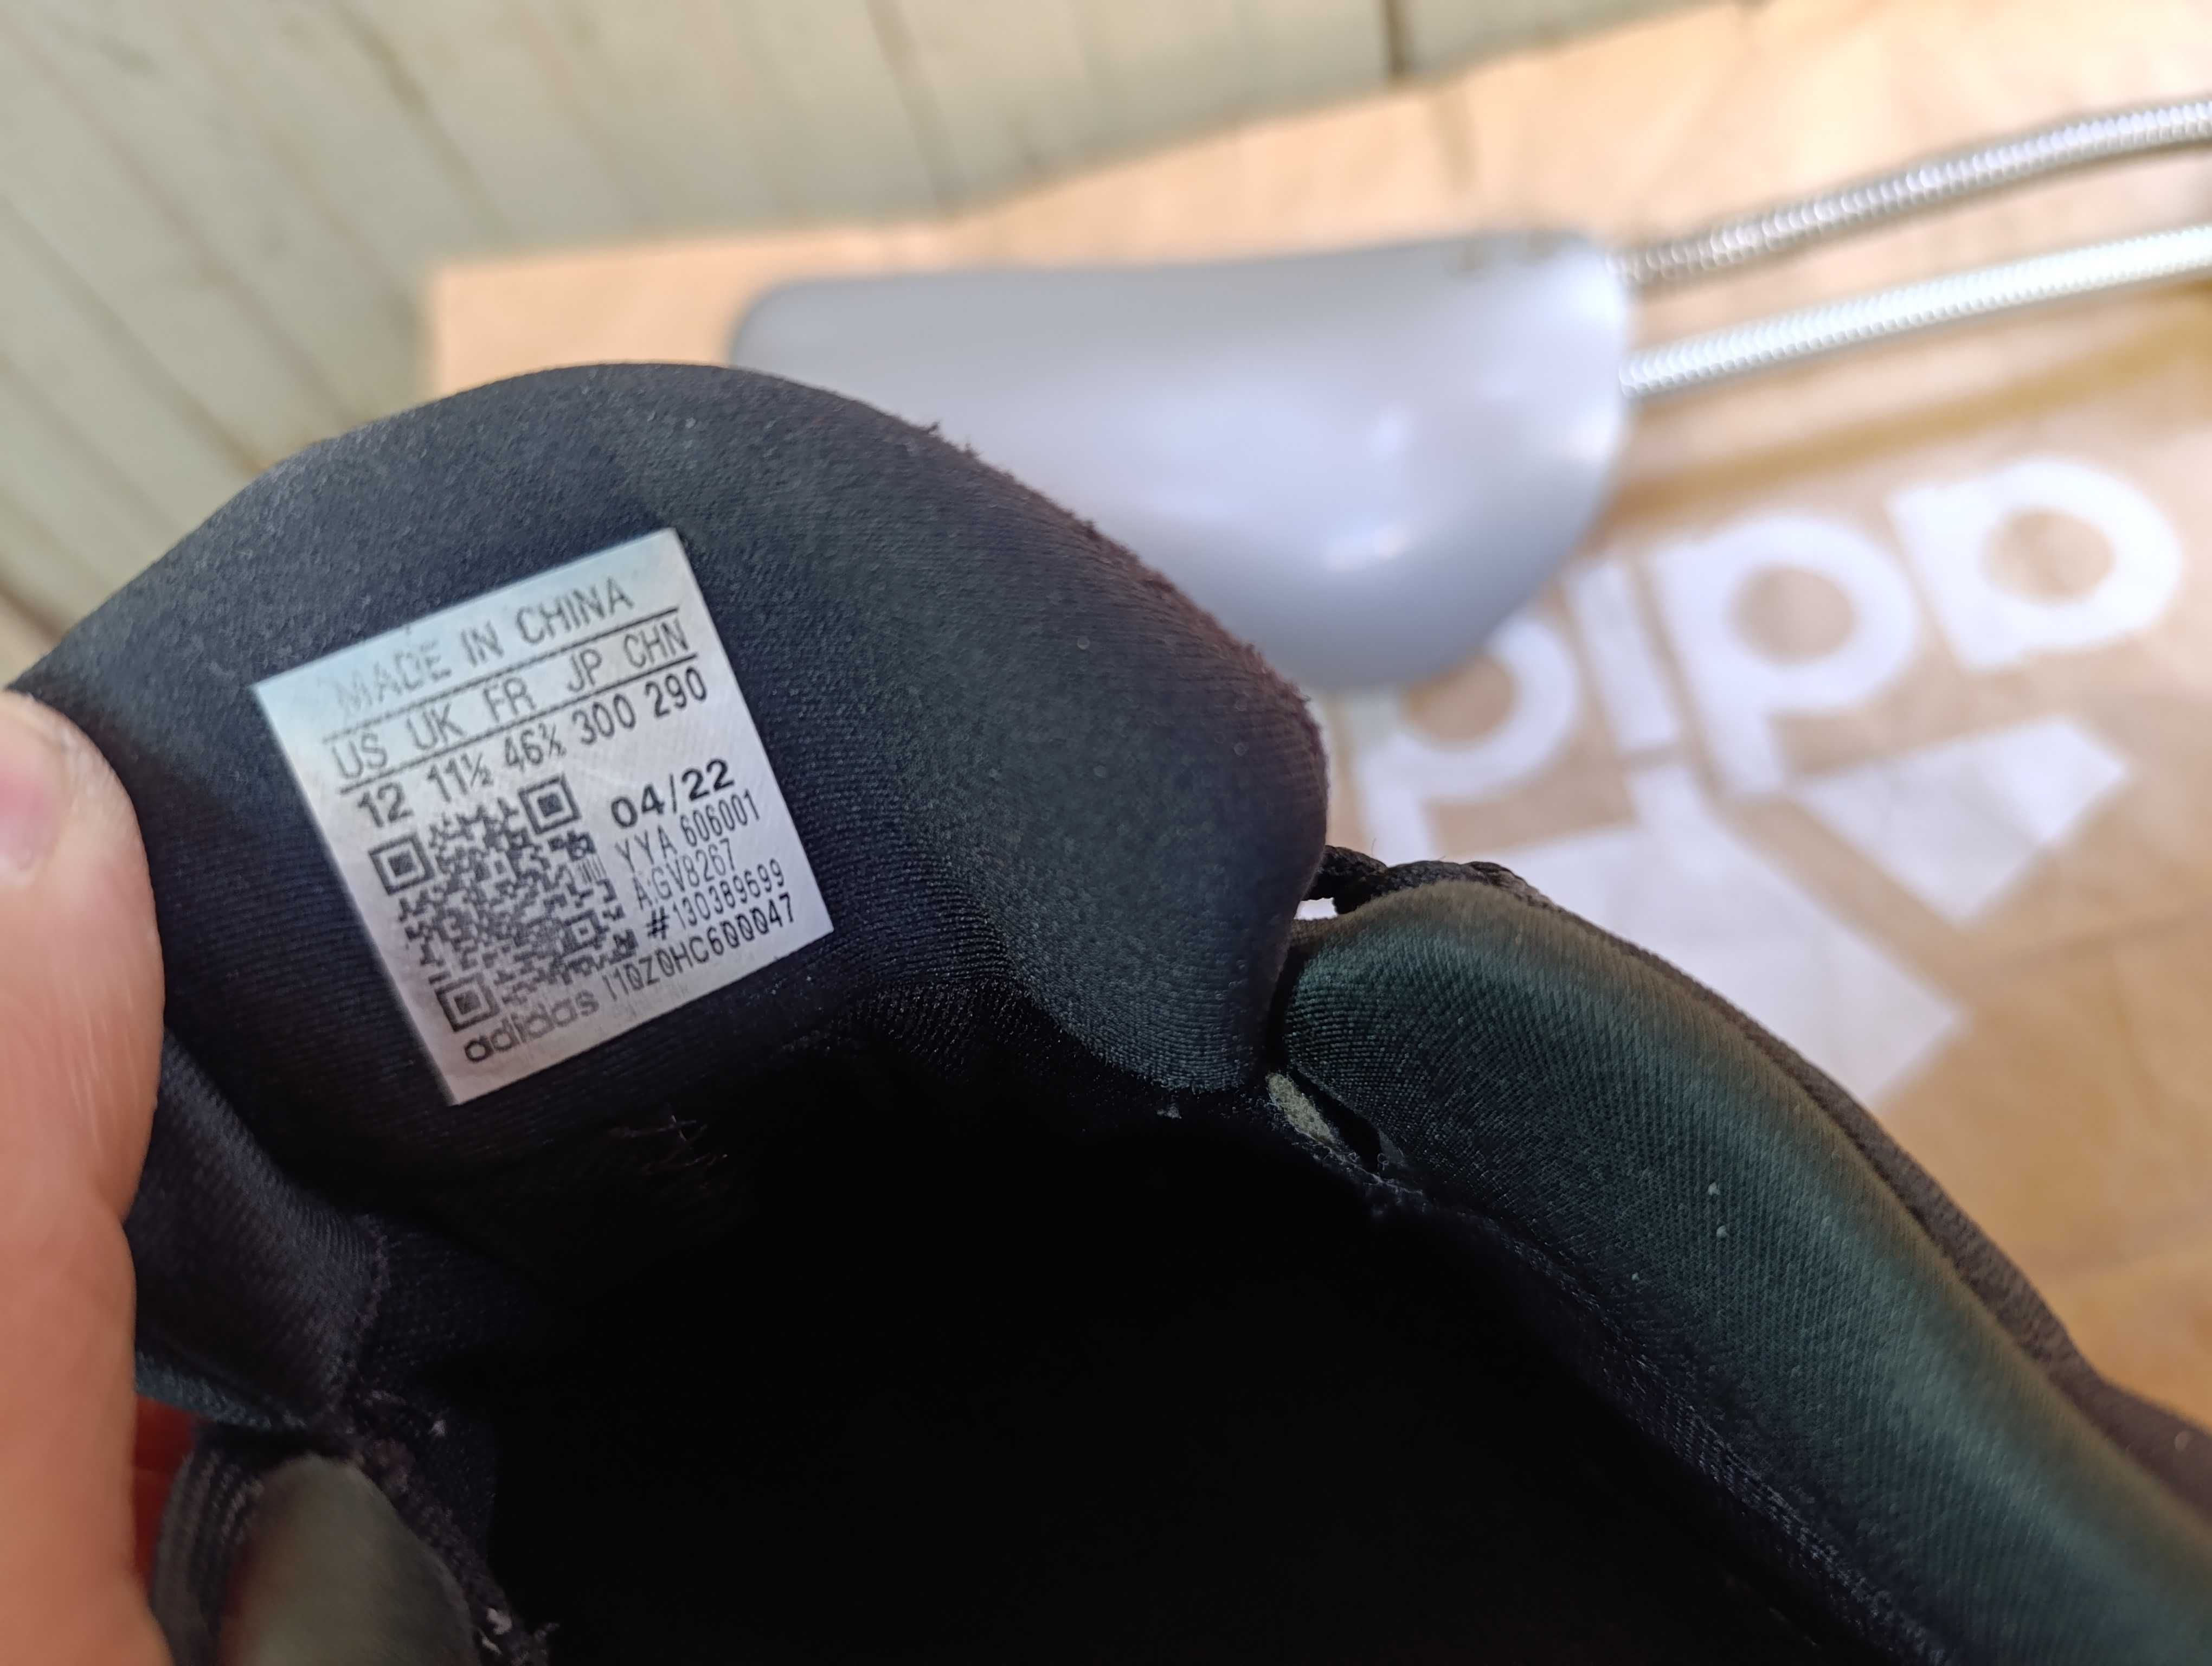 MADE IN CHINA
US UK FR JP CHN
12 11½ 46⅔ 300 290
04/22
YYA 606001
A:GV8267
#130389699
adidas
adidas